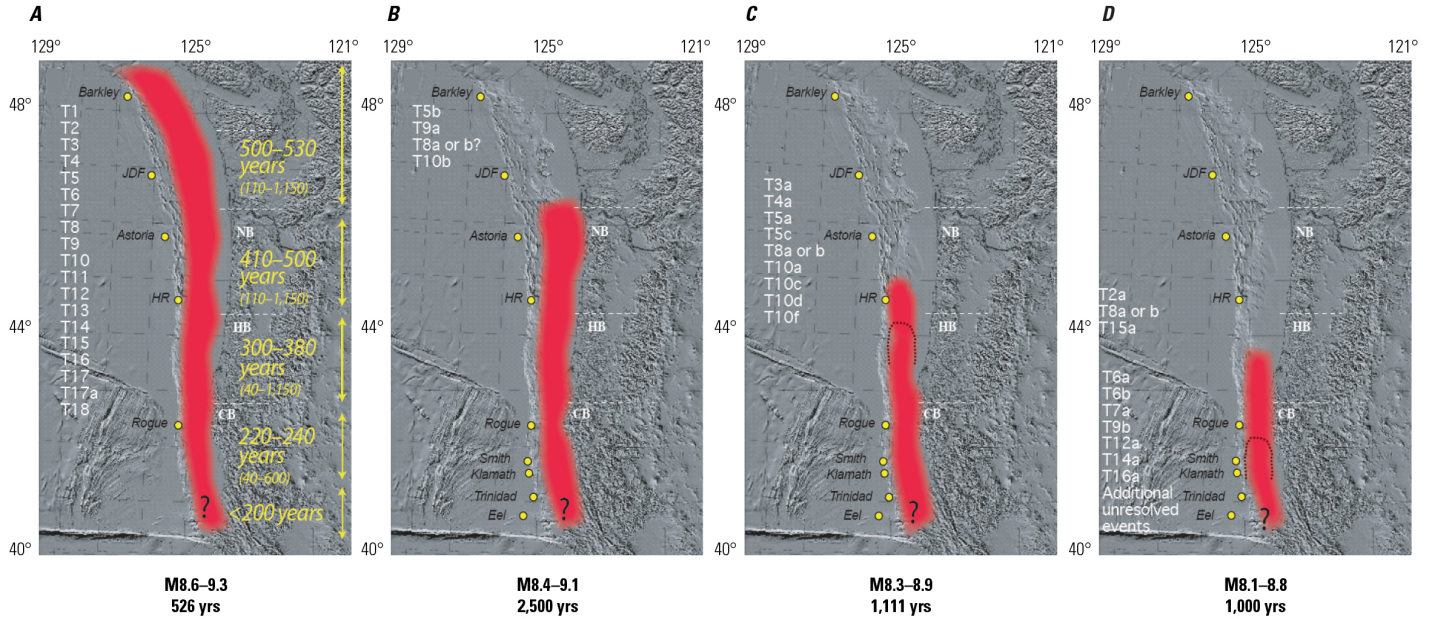 A
129°
125°
121°
48°
44°
40°
Barkley
JDF
Astoria
HR
Rogue
T1
T2
T3
T4
T5
T6
T7
T8
T9
T10
T11
T12
T13
T14
T15
T16
T17
T17a
T18
500–530
years
(110–1,150)
NB
410–500
years
(110–1,150)
HB
300–380
years
(40–1,150)
CB
220–240
years
(40–600)
<200 years
?
M8.6–9.3
526 yrs
B
129°
125°
121°
48°
44°
40°
Barkley
T5b
T9a
T8a or b?
T10b
JDF
Astoria
NB
HR
HB
CB
Rogue
Smith
Klamath
Trinidad
Eel
?
M8.4–9.1
2,500 yrs
C
129°
125°
121°
48°
44°
40°
Barkley
JDF
T3a
T4a
T5a
T5c
T8a or b
T10a
T10c
T10d
T10f
Astoria
NB
HR
HB
CB
Rogue
Smith
Klamath
Trinidad
Eel
?
M8.3–8.9
1,111 yrs
D
129°
125°
121°
48°
44°
40°
Barkley
JDF
Astoria
NB
HR
T2a
T8a or b
T15a
HB
T6a
T6b
T7a
T9b
T12a
T14a
T16a
Additional
unresolved
events
CB
Rogue
Smith
Klamath
Trinidad
Eel
?
M8.1–8.8
1,000 yrs